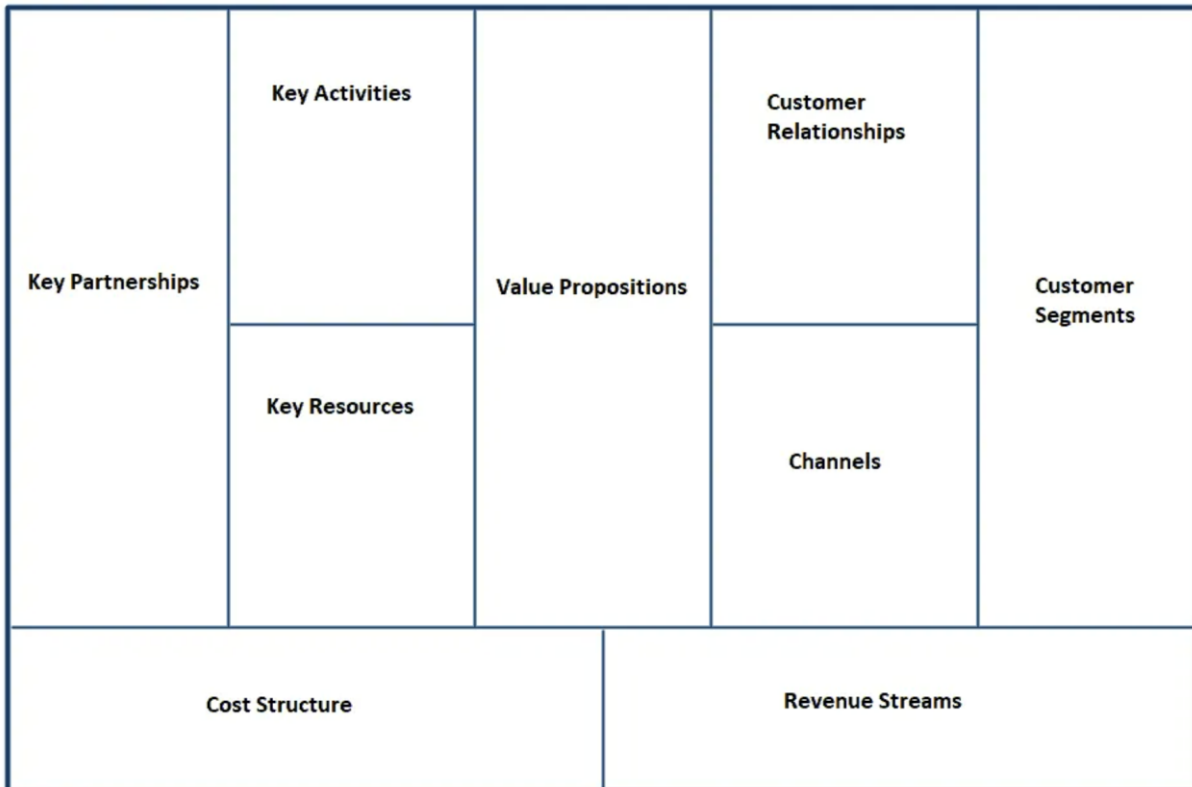 Key Partnerships
Key Activities
Key Resources
Value Propositions
Customer
Relationships
Channels
Customer
Segments
Cost Structure
Revenue Streams